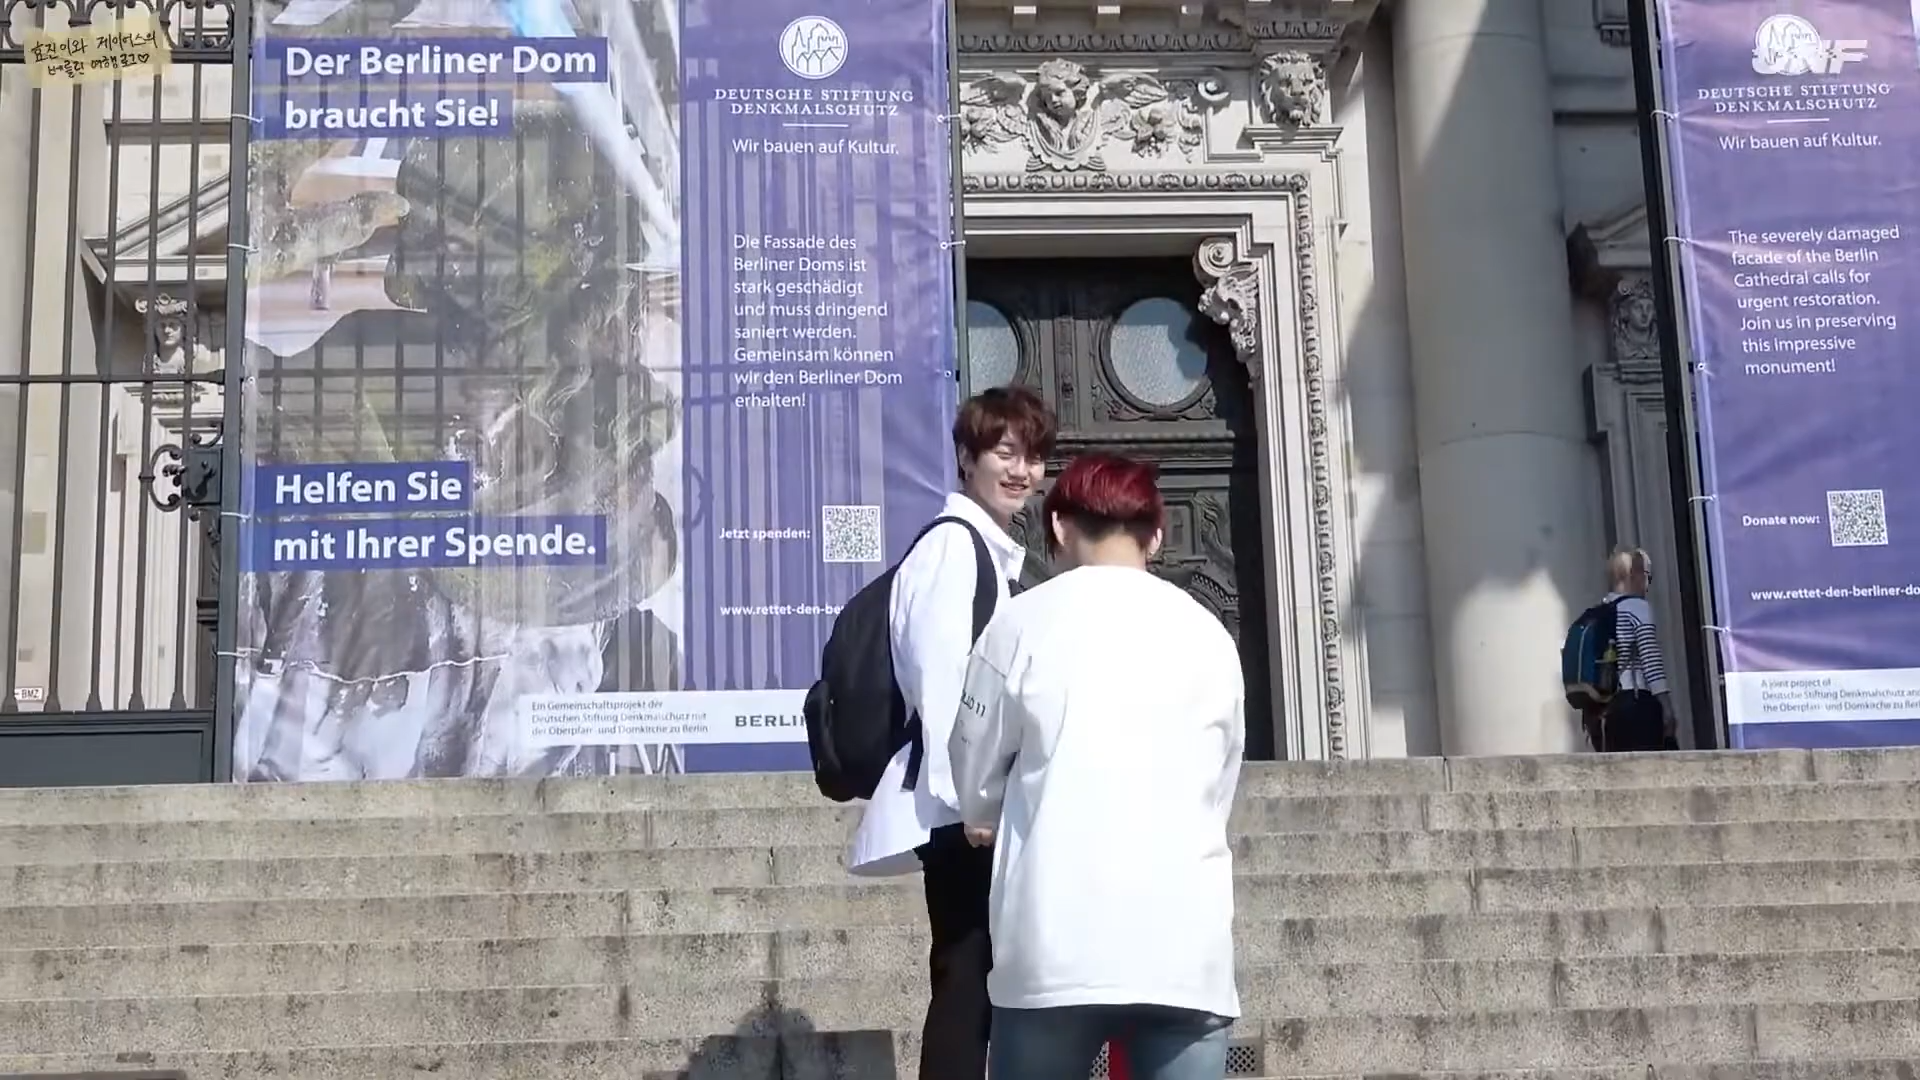 효진이와 제이어스의
베를린 여행로그♡
Der Berliner Dom
braucht Sie!
Helfen Sie
mit Ihrer Spende.
Ein Gemeinschaftsprojekt der
Deutschen Stiftung Denkmalschutz mit
der Oberpfarr- und Domkirche zu Berlin
DEUTSCHE STIFTUNG
DENKMALSCHUTZ
Wir bauen auf Kultur.
Die Fassade des
Berliner Doms ist
stark geschädigt
und muss dringend
saniert werden.
Gemeinsam können
wir den Berliner Dom
erhalten!
Jetzt spenden:
www.rettet-den-be
BERLI
BMZ
ONF
DEUTSCHE STIFTUNG
DENKMALSCHUTZ
Wir bauen auf Kultur.
The severely damaged
facade of the Berlin
Cathedral calls for
urgent restoration.
Join us in preserving
this impressive
monument!
Donate now:
www.rettet-den-berliner-do
A joint project of
Deutsche Stiftung Denkmalschutz and
the Oberpfarr- und Domkirche zu Berl